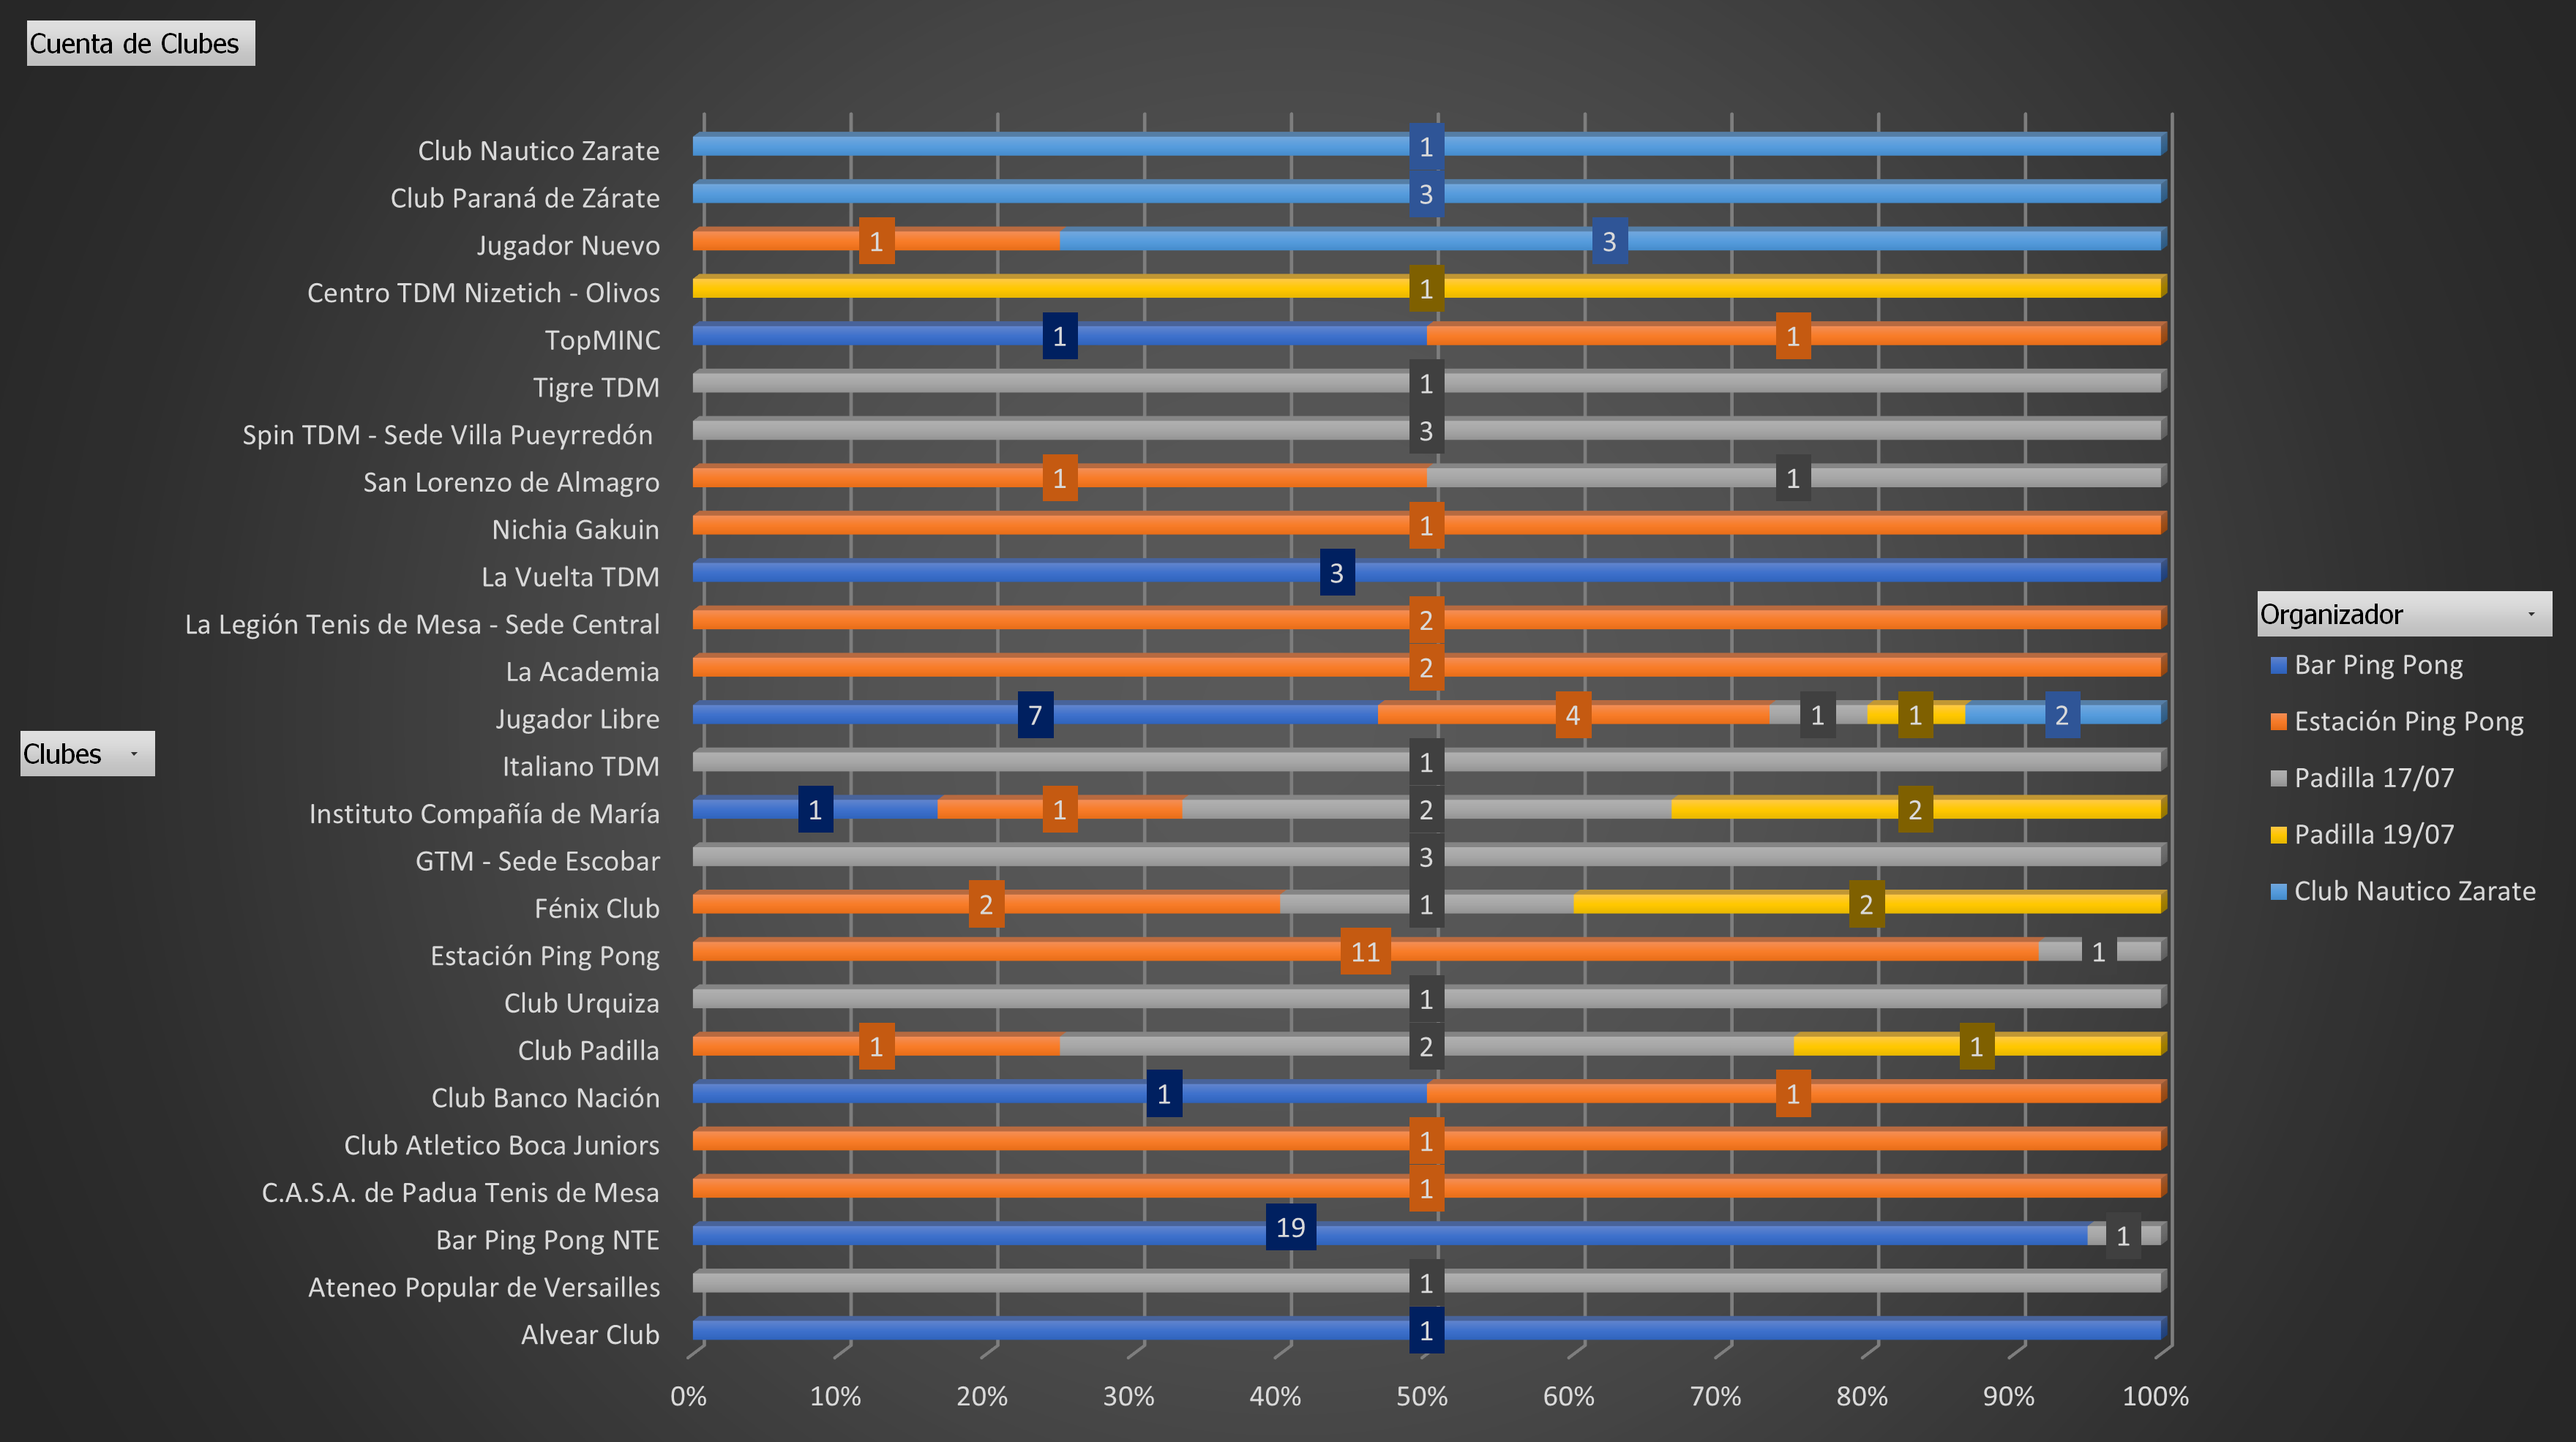 Cuenta de Clubes
Club Nautico Zarate 1
Club Paraná de Zárate 3
Jugador Nuevo 1 3
Centro TDM Nizetich - Olivos 1
TopMINC 1 1
Tigre TDM 1
Spin TDM - Sede Villa Pueyrredón 3
San Lorenzo de Almagro 1 1
Nichia Gakuin 1
La Vuelta TDM 3
La Legión Tenis de Mesa - Sede Central 2
La Academia 2
Jugador Libre 7 4 1 1 2
Italiano TDM 1
Instituto Compañía de María 1 1 2 2
GTM - Sede Escobar 3
Fénix Club 2 1 2
Estación Ping Pong 11 1
Club Urquiza 1
Club Padilla 1 2 1
Club Banco Nación 1 1
Club Atletico Boca Juniors 1
C.A.S.A. de Padua Tenis de Mesa 1
Bar Ping Pong NTE 19 1
Ateneo Popular de Versailles 1
Alvear Club 1
0% 10% 20% 30% 40% 50% 60% 70% 80% 90% 100%
Clubes
Organizador
Bar Ping Pong
Estación Ping Pong
Padilla 17/07
Padilla 19/07
Club Nautico Zarate